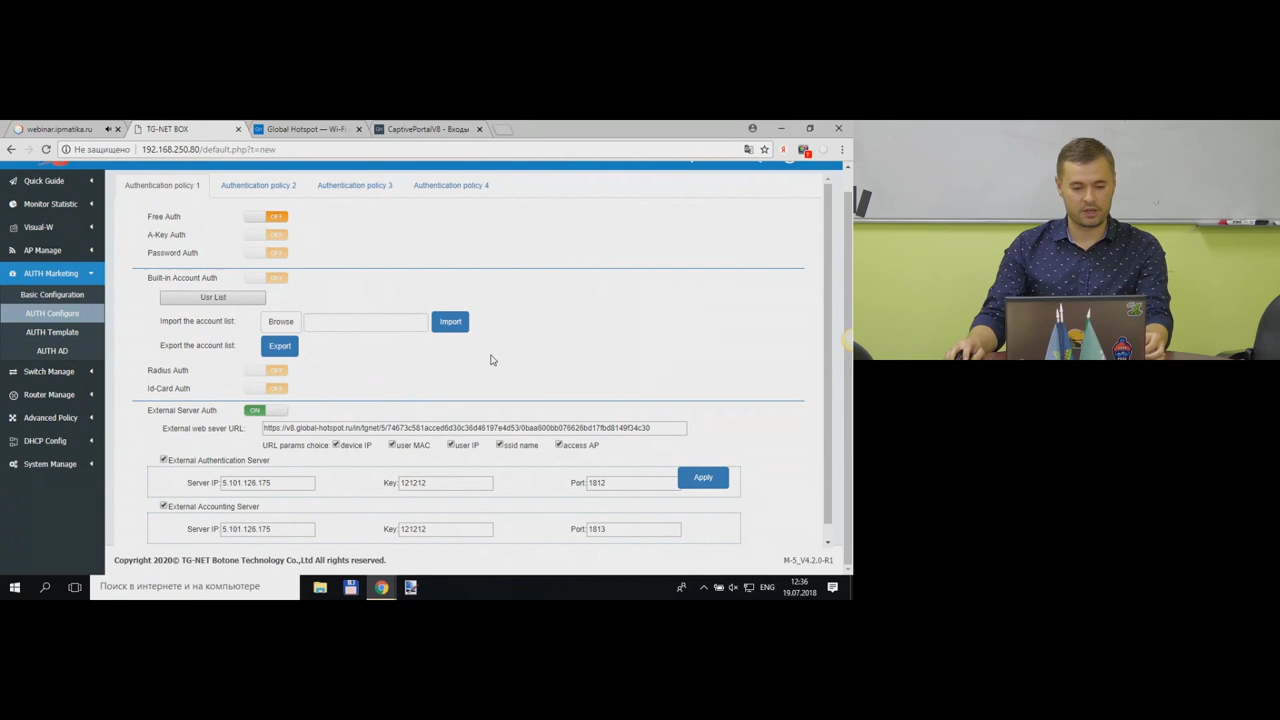 webinar.ipmatika.ru
TG-NET BOX
Global Hotspot — Wi-Fi
CaptivePortalV8 - Входы
Не защищено 192.168.250.80/default.php?t=new
Quick Guide
Monitor Statistic
Visual-W
AP Manage
AUTH Marketing
Basic Configuration
AUTH Configure
AUTH Template
AUTH AD
Switch Manage
Router Manage
Advanced Policy
DHCP Config
System Manage
Authentication policy 1 Authentication policy 2 Authentication policy 3 Authentication policy 4
Free Auth OFF
A-Key Auth OFF
Password Auth OFF
Built-in Account Auth OFF
Usr List
Import the account list: Browse Import
Export the account list: Export
Radius Auth OFF
Id-Card Auth OFF
External Server Auth ON
External web sever URL: https://v8.global-hotspot.ru/in/tgnet/5/74673c581acced6d30c36d46197e4d53/0baa600bb076626bd17fbd8149f34c30
URL params choice: device IP user MAC user IP ssid name access AP
External Authentication Server
Server IP: 5.101.126.175 Key: 121212 Port: 1812 Apply
External Accounting Server
Server IP: 5.101.126.175 Key: 121212 Port: 1813
Copyright 2020© TG-NET Botone Technology Co.,Ltd All rights reserved. M-5_V4.2.0-R1
Поиск в интернете и на компьютере
ENG
12:36
19.07.2018